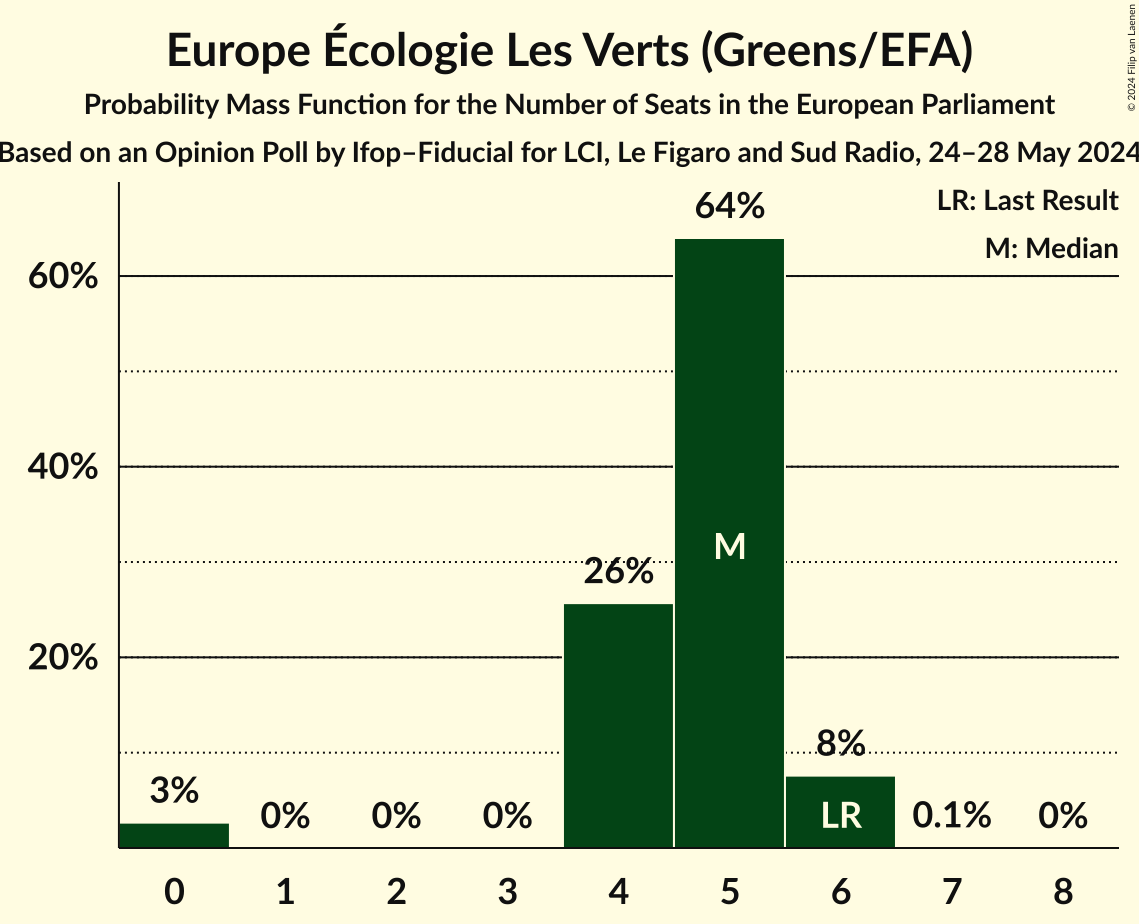 Europe Écologie Les Verts (Greens/EFA)
Probability Mass Function for the Number of Seats in the European Parliament
Based on an Opinion Poll by Ifop–Fiducial for LCI, Le Figaro and Sud Radio, 24–28 May 2024
© 2024 Filip van Laenen
LR: Last Result
M: Median
64%
60%
40%
M
26%
20%
8%
3%
0%
0%
0%
LR
0.1%
0%
0 1 2 3 4 5 6 7 8